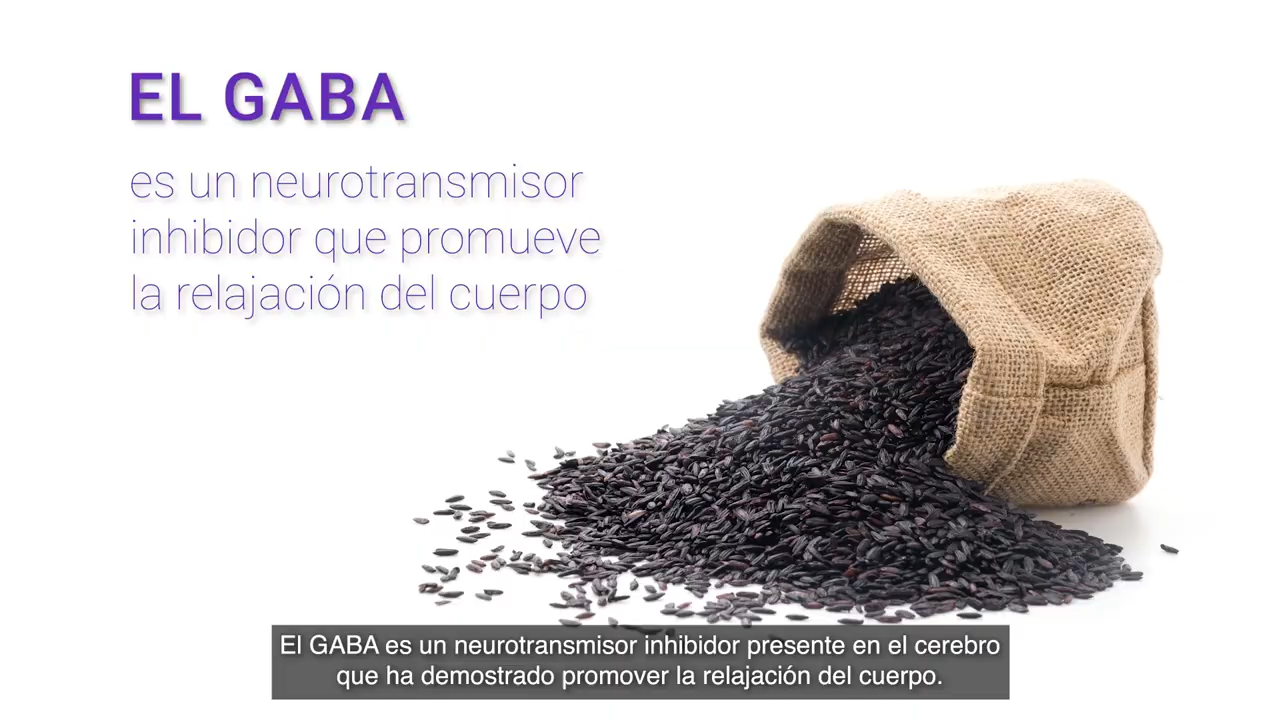 EL GABA
es un neurotransmisor
inhibidor que promueve
la relajación del cuerpo
El GABA es un neurotransmisor inhibidor presente en el cerebro
que ha demostrado promover la relajación del cuerpo.